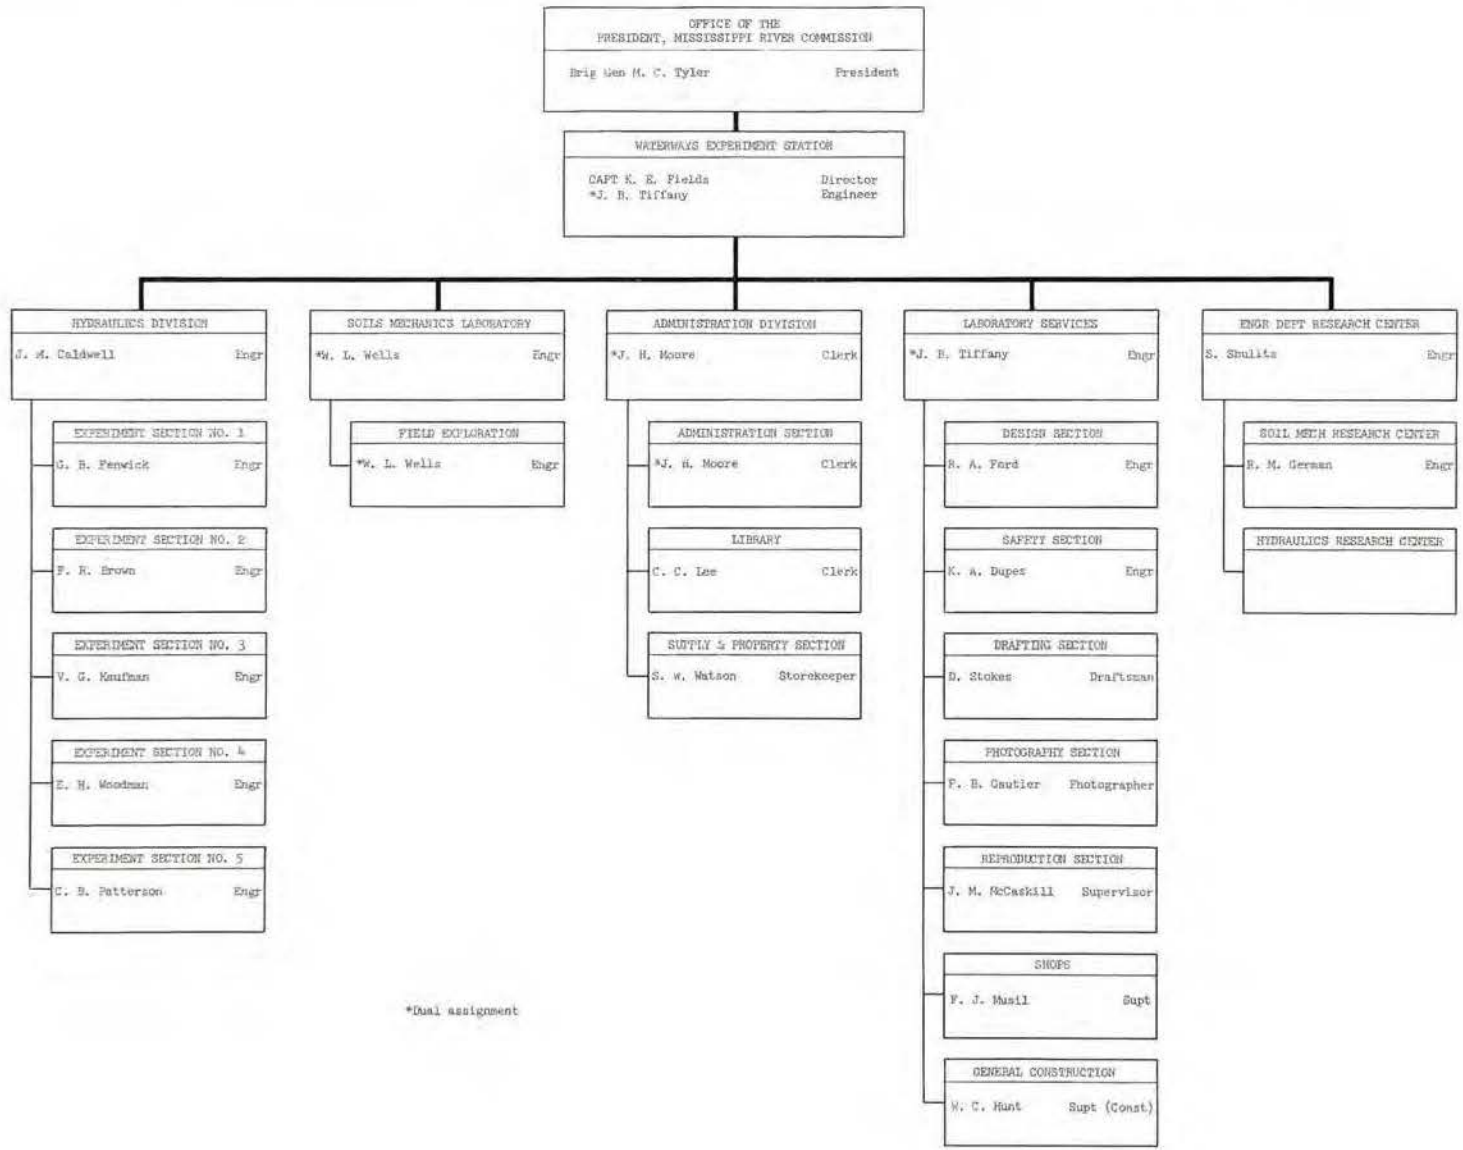 OFFICE OF THE
PRESIDENT, MISSISSIPPI RIVER COMMISSION
Brig Gen M. C. Tyler President
WATERWAYS EXPERIMENT STATION
CAPT K. E. Fields Director
*J. B. Tiffany Engineer
HYDRAULICS DIVISION
J. M. Caldwell Engr
EXPERIMENT SECTION NO. 1
G. B. Fenwick Engr
EXPERIMENT SECTION NO. 2
F. R. Brown Engr
EXPERIMENT SECTION NO. 3
V. G. Kaufman Engr
EXPERIMENT SECTION NO. 4
E. H. Woodman Engr
EXPERIMENT SECTION NO. 5
C. B. Patterson Engr
SOILS MECHANICS LABORATORY
*W. L. Wells Engr
FIELD EXPLORATION
*W. L. Wells Engr
ADMINISTRATION DIVISION
*J. H. Moore Clerk
ADMINISTRATION SECTION
*J. H. Moore Clerk
LIBRARY
C. C. Lee Clerk
SUPPLY & PROPERTY SECTION
S. W. Watson Storekeeper
LABORATORY SERVICES
*J. B. Tiffany Engr
DESIGN SECTION
R. A. Ford Engr
SAFETY SECTION
K. A. Dupes Engr
DRAFTING SECTION
D. Stokes Draftsman
PHOTOGRAPHY SECTION
F. B. Gautier Photographer
REPRODUCTION SECTION
J. M. McCaskill Supervisor
SHOPS
F. J. Musil Supt
GENERAL CONSTRUCTION
W. C. Hunt Supt (Const)
ENGR DEPT RESEARCH CENTER
S. Shulits Engr
SOIL MECH RESEARCH CENTER
R. M. German Engr
HYDRAULICS RESEARCH CENTER
*Dual assignment